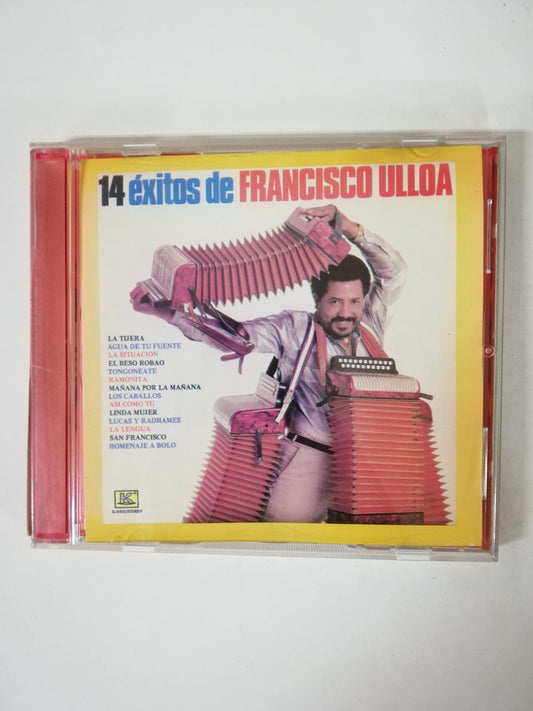 14 éxitos de FRANCISCO ULLOA
LA TIJERA
AGUA DE TU FUENTE
LA SITUACION
EL BESO ROBAO
TONGONEATE
RAMONITA
MAÑANA POR LA MAÑANA
LOS CABALLOS
ASI COMO TU
LINDA MUJER
LUCAS Y RADHAMES
LA LENGUA
SAN FRANCISCO
HOMENAJE A BOLO
K